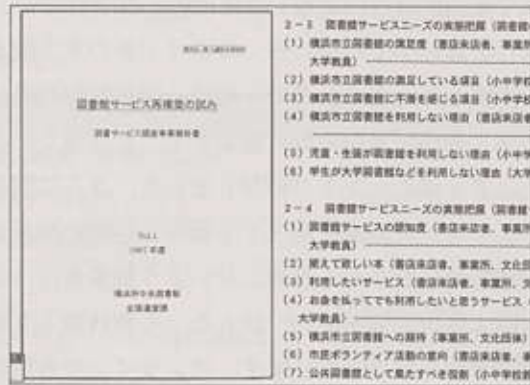 図書館サービス再構築の試み
図書サービス調査等事業報告書
Vol.1
1997年度
横浜市中央図書館
企画運営課
2-3 図書館サービスニーズの実態把握(図書館
(1)横浜市立図書館の満足度(書店来店者、事業所
大学教員)
(2)横浜市立図書館の満足している項目(小中学校
(3)横浜市立図書館に不満を感じる項目(小中学校
(4)横浜市立図書館を利用しない理由(書店来店者
(5)児童・生徒が図書館を利用しない理由(小中学
(6)学生が大学図書館などを利用しない理由(大学
2-4 図書館サービスニーズの実態把握(図書館
(1)図書館サービスの認知度(書店来店者、事業所
大学教員)
(2)揃えて欲しい本(書店来店者、事業所、文化団
(3)利用したいサービス(書店来店者、事業所、文
(4)お金を払ってでも利用したいと思うサービス
大学教員)
(5)横浜市立図書館への期待(事業所、文化団体)
(6)市民ボランティア活動の意向(書店来店者、事
(7)公共図書館として果たすべき役割(小中学校